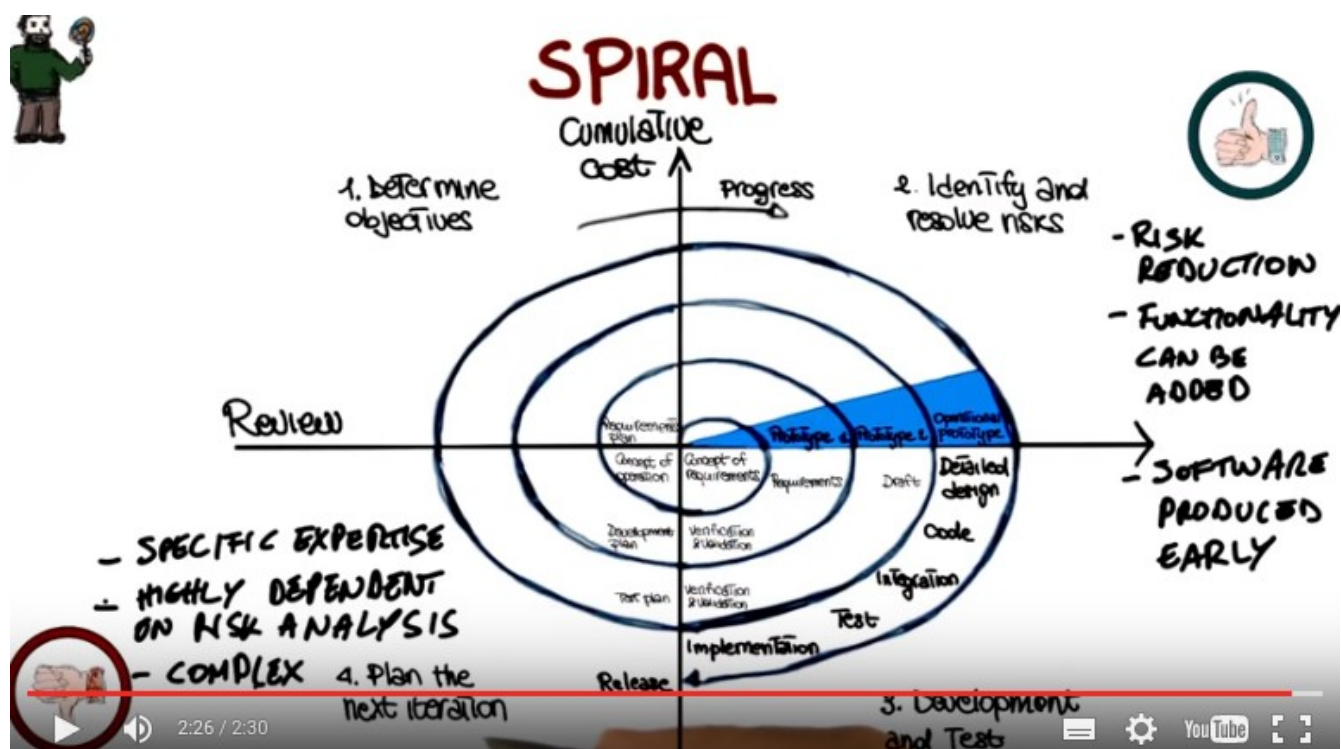 SPIRAL
Cumulative
cost
Progress
1. Determine
objectives
2. Identify and
resolve risks
- RISK
REDUCTION
- FUNCTIONALITY
CAN BE
ADDED
- SOFTWARE
PRODUCED
EARLY
Review
Requirements
plan
Prototype 1
Prototype 2
Operational
prototype
Concept of
operation
Concept of
requirements
Requirements
Draft
Detailed
design
Code
Development
plan
Verification
& Validation
Integration
Test plan
Verification
& Validation
Test
Implementation
Release
- SPECIFIC EXPERTISE
- HIGHLY DEPENDENT
ON RISK ANALYSIS
- COMPLEX
4. Plan the
next iteration
3. Development
and Test
2:26 / 2:30
YouTube